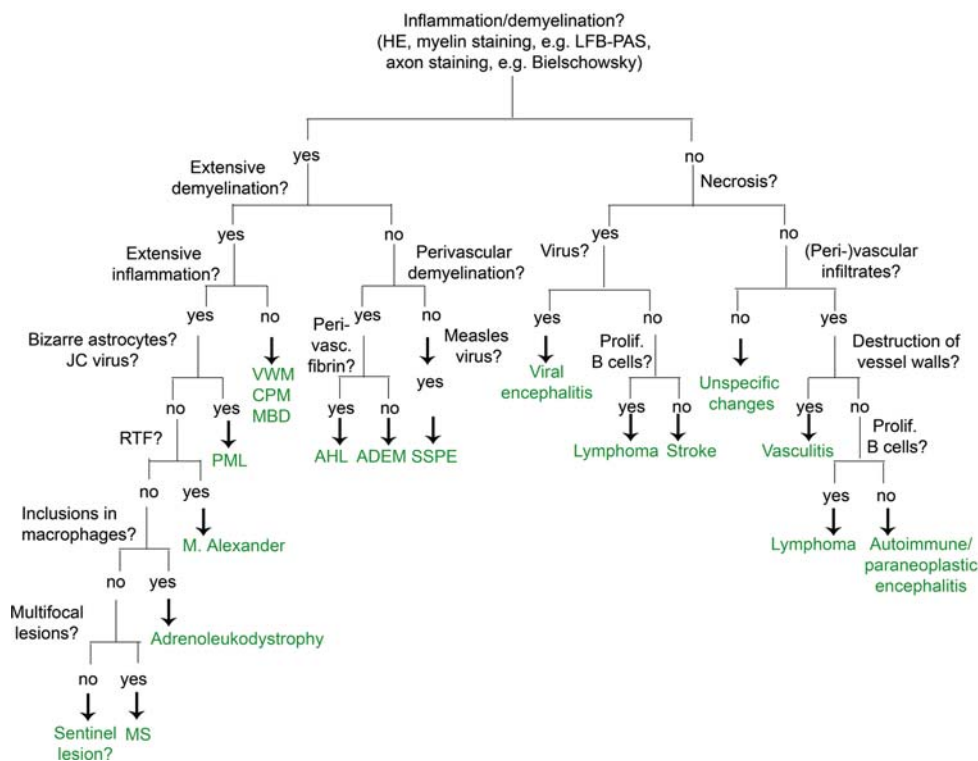 Inflammation/demyelination?
(HE, myelin staining, e.g. LFB-PAS,
axon staining, e.g. Bielschowsky)
yes
no
Extensive
demyelination?
Necrosis?
yes
no
yes
no
Extensive
inflammation?
Perivascular
demyelination?
Virus?
(Peri-)vascular
infiltrates?
yes
no
yes
no
yes
no
no
yes
Bizarre astrocytes?
JC virus?
Peri-
vasc.
fibrin?
Measles
virus?
Prolif.
B cells?
Destruction of
vessel walls?
VWM
CPM
MBD
yes
Viral
encephalitis
Unspecific
changes
no
yes
yes
no
yes
no
yes
no
RTF?
PML
AHL
ADEM
SSPE
Lymphoma
Stroke
Vasculitis
Prolif.
B cells?
no
yes
yes
no
Inclusions in
macrophages?
M. Alexander
Lymphoma
Autoimmune/
paraneoplastic
encephalitis
no
yes
Multifocal
lesions?
Adrenoleukodystrophy
no
yes
Sentinel
lesion?
MS